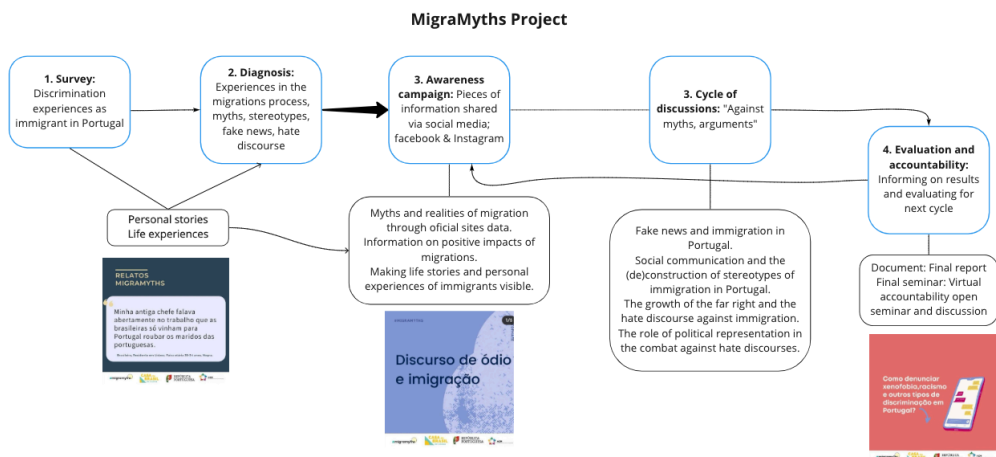 MigraMyths Project
1. Survey:
Discrimination
experiences as
immigrant in Portugal
2. Diagnosis:
Experiences in the
migrations process,
myths, stereotypes,
fake news, hate
discourse
3. Awareness
campaign: Pieces of
information shared
via social media;
facebook & Instagram
3. Cycle of
discussions: "Against
myths, arguments"
4. Evaluation and
accountability:
Informing on results
and evaluating for
next cycle
Personal stories
Life experiences
Myths and realities of migration
through oficial sites data.
Information on positive impacts of
migrations.
Making life stories and personal
experiences of immigrants visible.
Fake news and immigration in
Portugal.
Social communication and the
(de)construction of stereotypes of
immigration in Portugal.
The growth of the far right and the
hate discourse against immigration.
The role of political representation in
the combat against hate discourses.
Document: Final report
Final seminar: Virtual
accountability open
seminar and discussion
RELATOS
MIGRAMYTHS
Minha antiga chefe falava
abertamente no trabalho que as
brasileiras só vinham para
Portugal roubar os maridos das
portuguesas.
Discurso de ódio
e imigração
Como denunciar
xenofobia,racismo
e outros tipos de
discriminação em
Portugal?